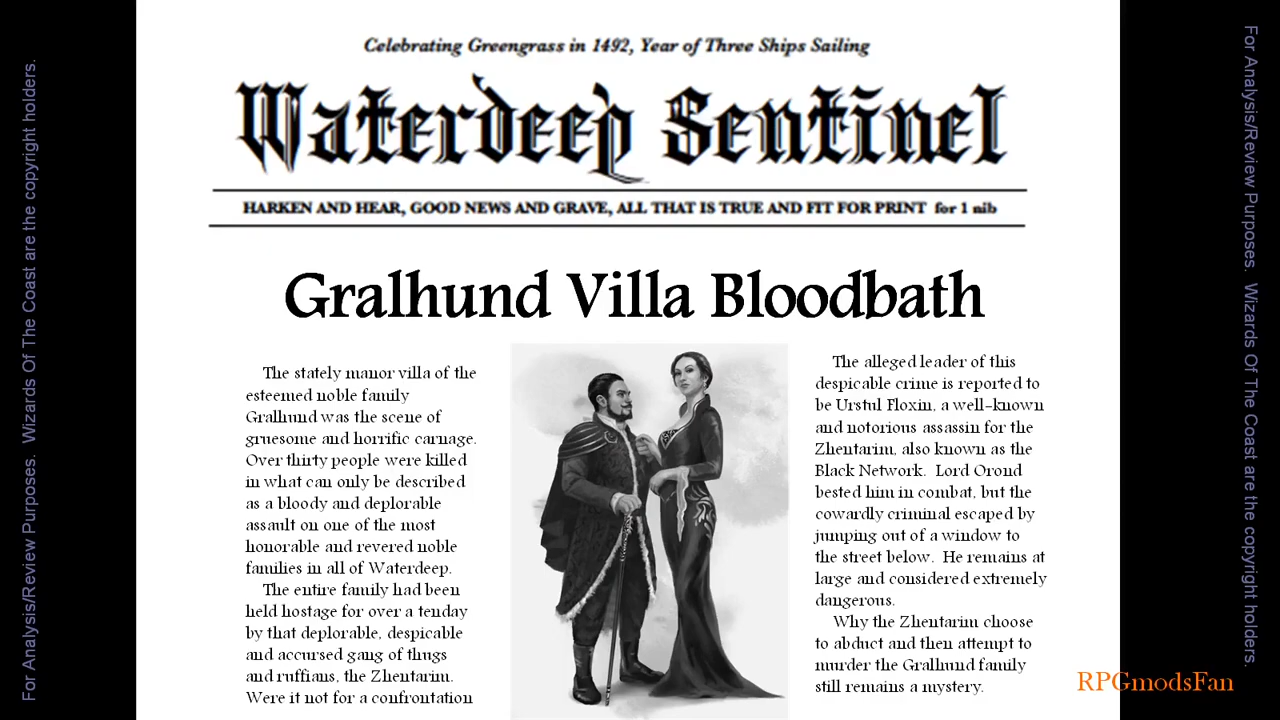 Celebrating Greengrass in 1492, Year of Three Ships Sailing
Waterdeep Sentinel
HARKEN AND HEAR, GOOD NEWS AND GRAVE, ALL THAT IS TRUE AND FIT FOR PRINT for 1 nib
Gralhund Villa Bloodbath
The stately manor villa of the
esteemed noble family
Gralhund was the scene of
gruesome and horrific carnage.
Over thirty people were killed
in what can only be described
as a bloody and deplorable
assault on one of the most
honorable and revered noble
families in all of Waterdeep.
The entire family had been
held hostage for over a tenday
by that deplorable, despicable
and accursed gang of thugs
and ruffians, the Zhentarim.
Were it not for a confrontation
The alleged leader of this
despicable crime is reported to
be Urstul Floxin, a well-known
and notorious assassin for the
Zhentarim, also known as the
Black Network. Lord Orond
bested him in combat, but the
cowardly criminal escaped by
jumping out of a window to
the street below. He remains at
large and considered extremely
dangerous.
Why the Zhentarim choose
to abduct and then attempt to
murder the Gralhund family
still remains a mystery.
For Analysis/Review Purposes. Wizards Of The Coast are the copyright holders.
For Analysis/Review Purposes. Wizards Of The Coast are the copyright holders.
RPGmodsFan